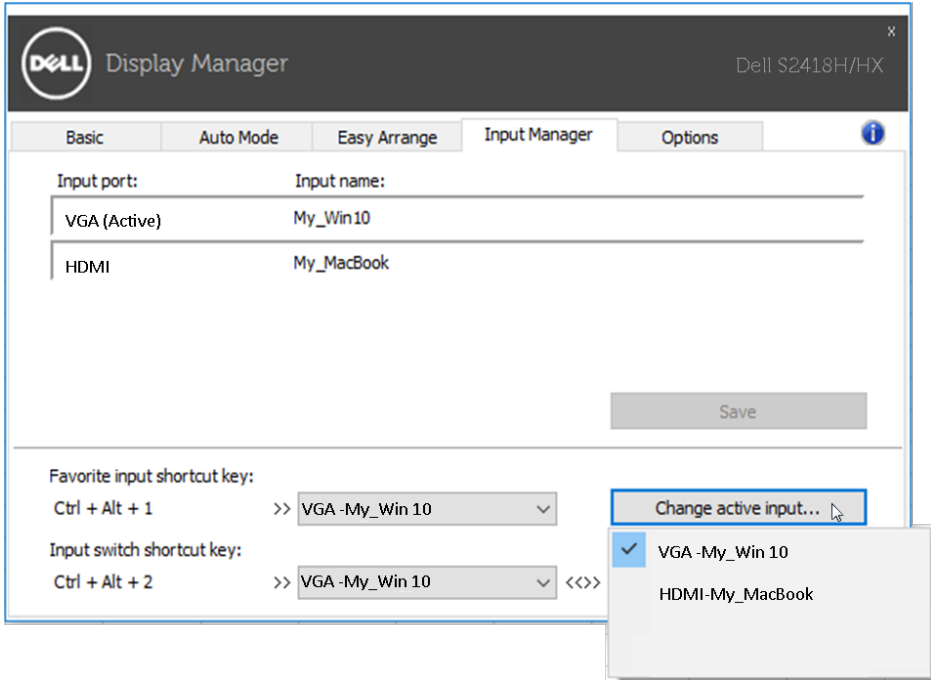 x
DELL Display Manager
Dell S2418H/HX
Basic Auto Mode Easy Arrange Input Manager Options i
Input port: Input name:
VGA (Active) My_Win10
HDMI My_MacBook
Save
Favorite input shortcut key:
Ctrl + Alt + 1 >> VGA -My_Win 10 Change active input...
Input switch shortcut key:
VGA -My_Win 10
Ctrl + Alt + 2 >> VGA -My_Win 10 <<>>
HDMI-My_MacBook